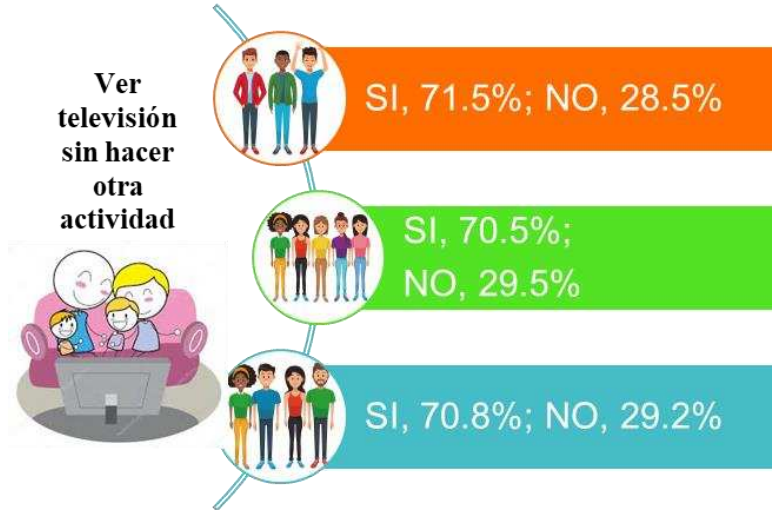 Ver
televisión
sin hacer
otra
actividad
SI, 71.5%; NO, 28.5%
SI, 70.5%;
NO, 29.5%
SI, 70.8%; NO, 29.2%